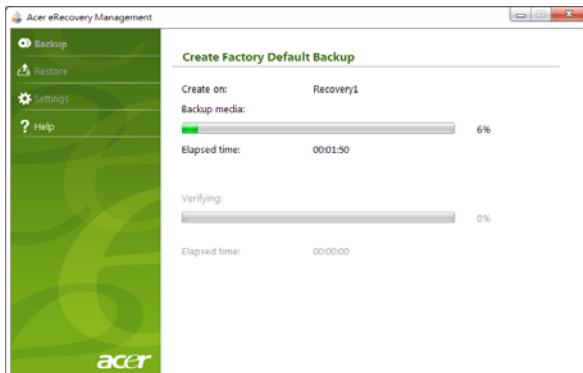 Acer eRecovery Management
Backup
Restore
Settings
Help
Create Factory Default Backup
Create on: Recovery1
Backup media:
6%
Elapsed time: 00:01:50
Verifying:
0%
Elapsed time: 00:00:00
acer